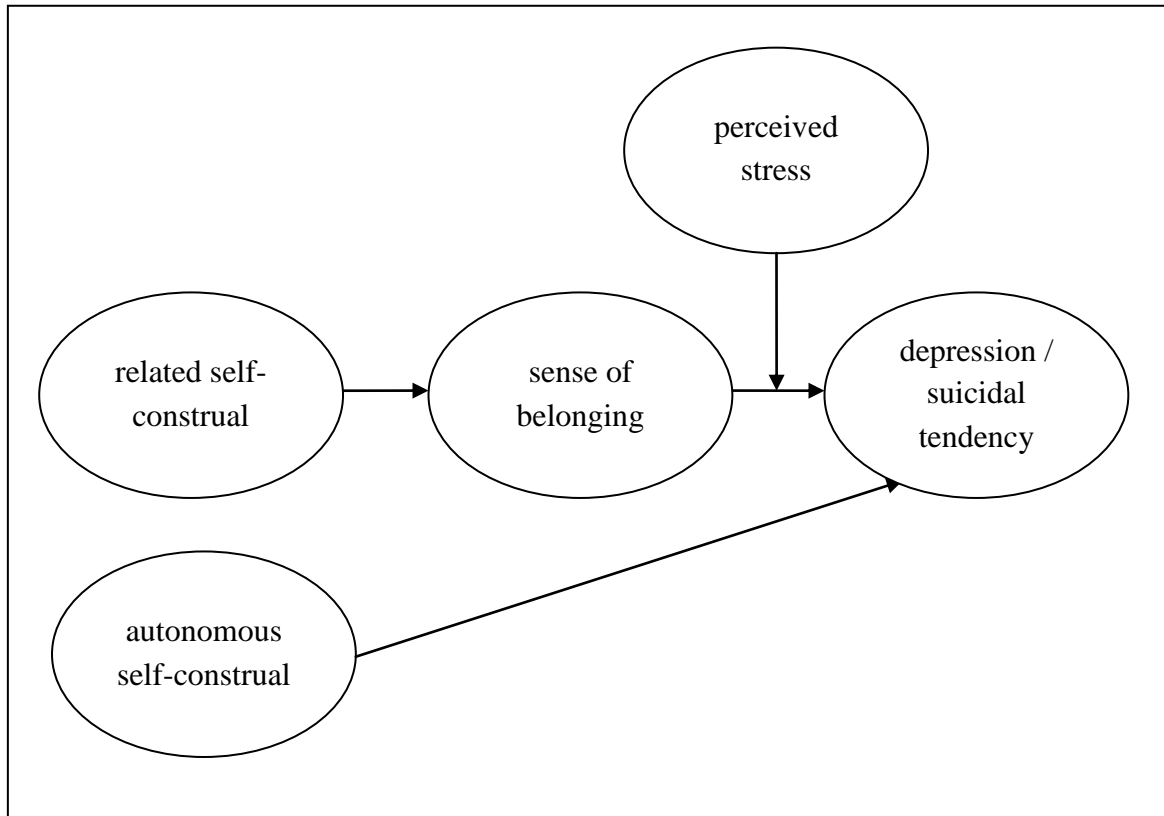 perceived
stress
related self-
construal
sense of
belonging
depression /
suicidal
tendency
autonomous
self-construal